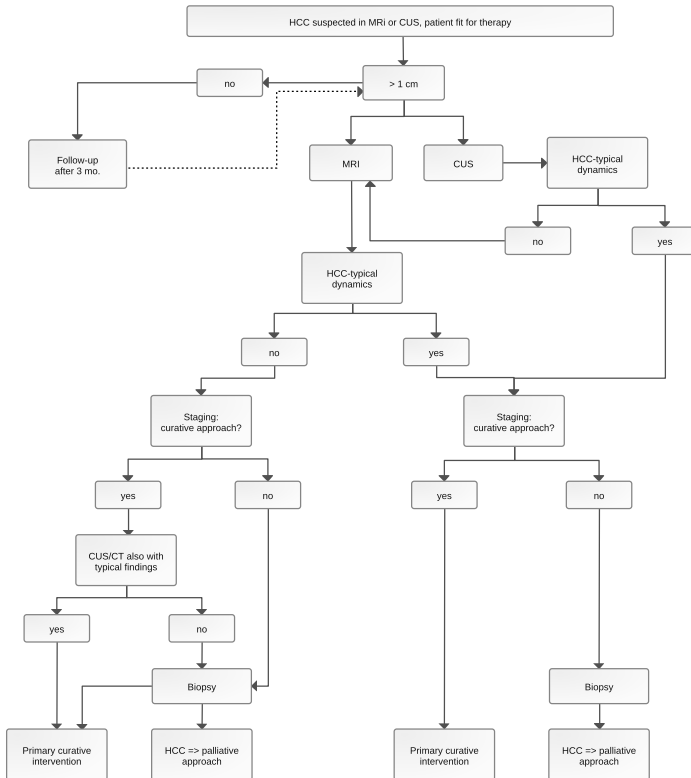 HCC suspected in MRi or CUS, patient fit for therapy
no
> 1 cm
Follow-up
after 3 mo.
MRI
CUS
HCC-typical
dynamics
no
yes
HCC-typical
dynamics
no
yes
Staging:
curative approach?
Staging:
curative approach?
yes
no
yes
no
CUS/CT also with
typical findings
yes
no
Biopsy
Biopsy
Primary curative
intervention
HCC => palliative
approach
Primary curative
intervention
HCC => palliative
approach